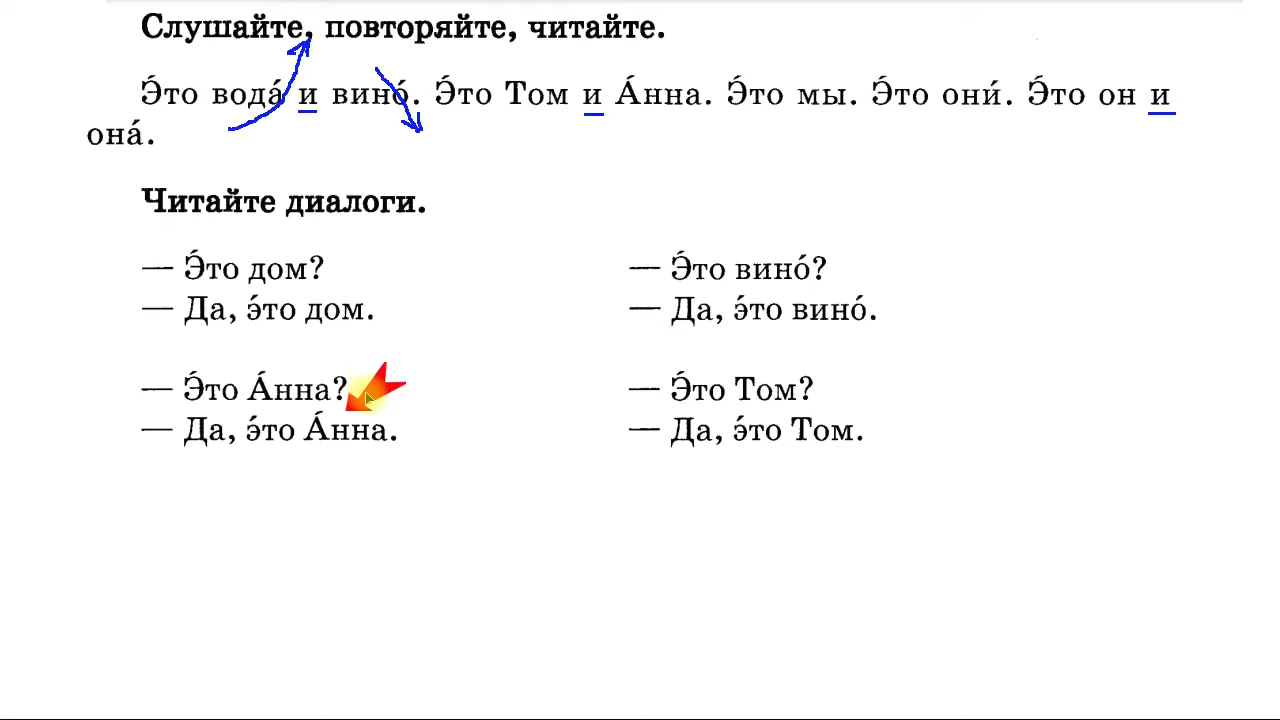 Слушайте, повторяйте, читайте.
Э́то вода́ и вино́. Э́то Том и А́нна. Э́то мы. Э́то они́. Э́то он и
она́.
Читайте диалоги.
— Э́то дом?
— Да, э́то дом.
— Э́то А́нна?
— Да, э́то А́нна.
— Э́то вино́?
— Да, э́то вино́.
— Э́то Том?
— Да, э́то Том.